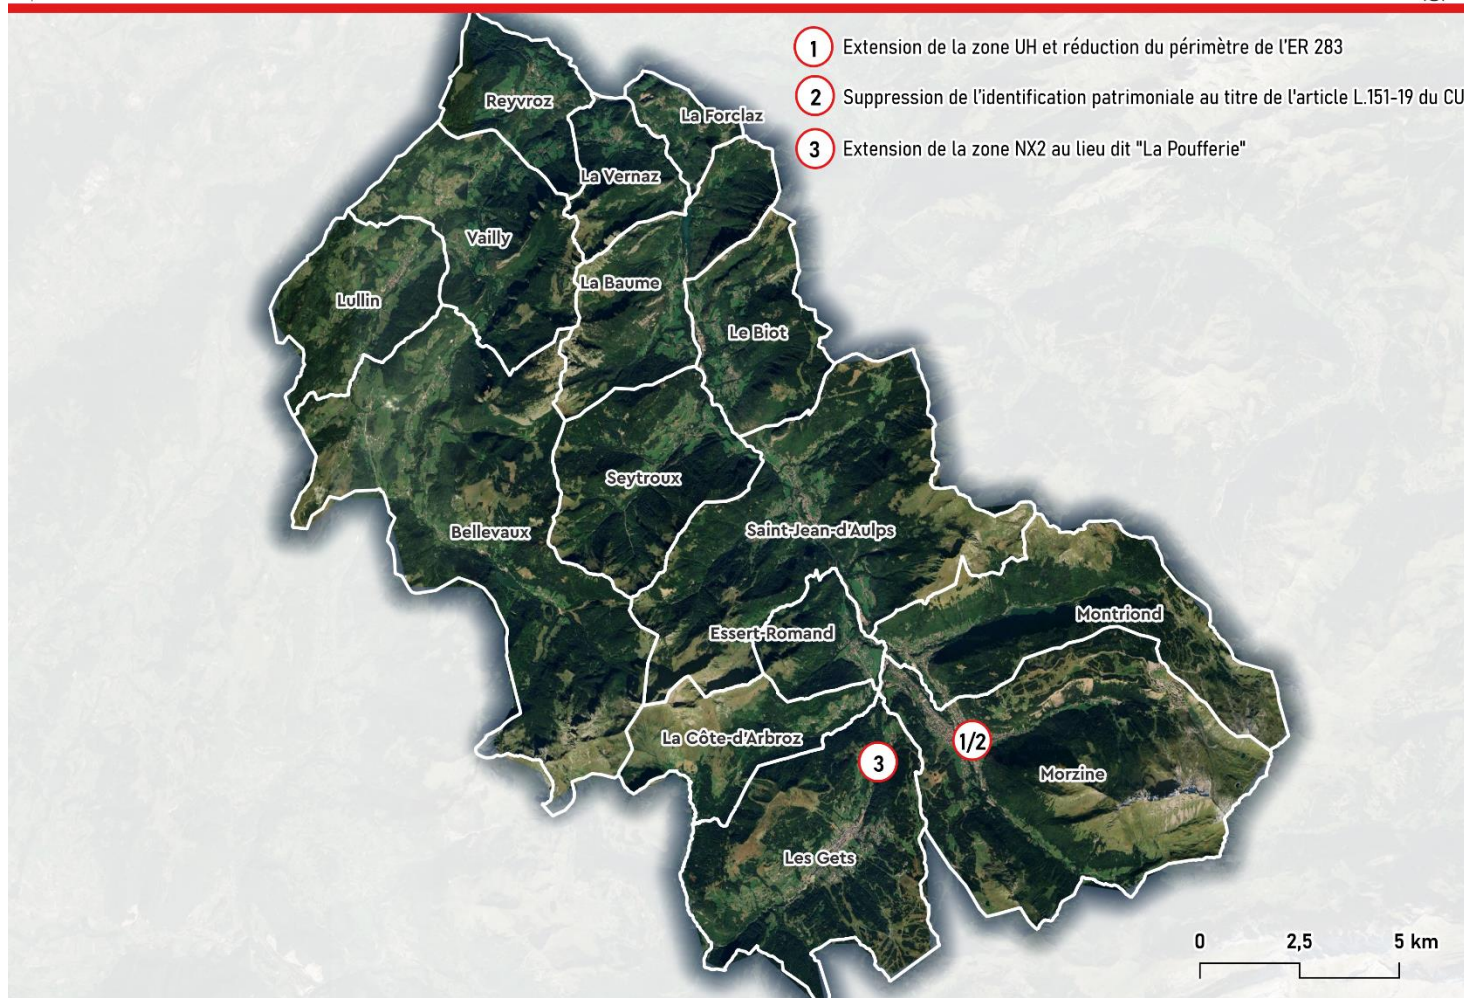 1 Extension de la zone UH et réduction du périmètre de l'ER 283
2 Suppression de l'identification patrimoniale au titre de l'article L.151-19 du CU
3 Extension de la zone NX2 au lieu dit "La Poufferie"
Reyvroz
La Forclaz
La Vernaz
Vailly
La Baume
Lullin
Le Biot
Seytroux
Bellevaux
Saint-Jean-d'Aulps
Montriond
Essert-Romand
La Côte-d'Arbroz
1/2
3
Morzine
Les Gets
0 2,5 5 km